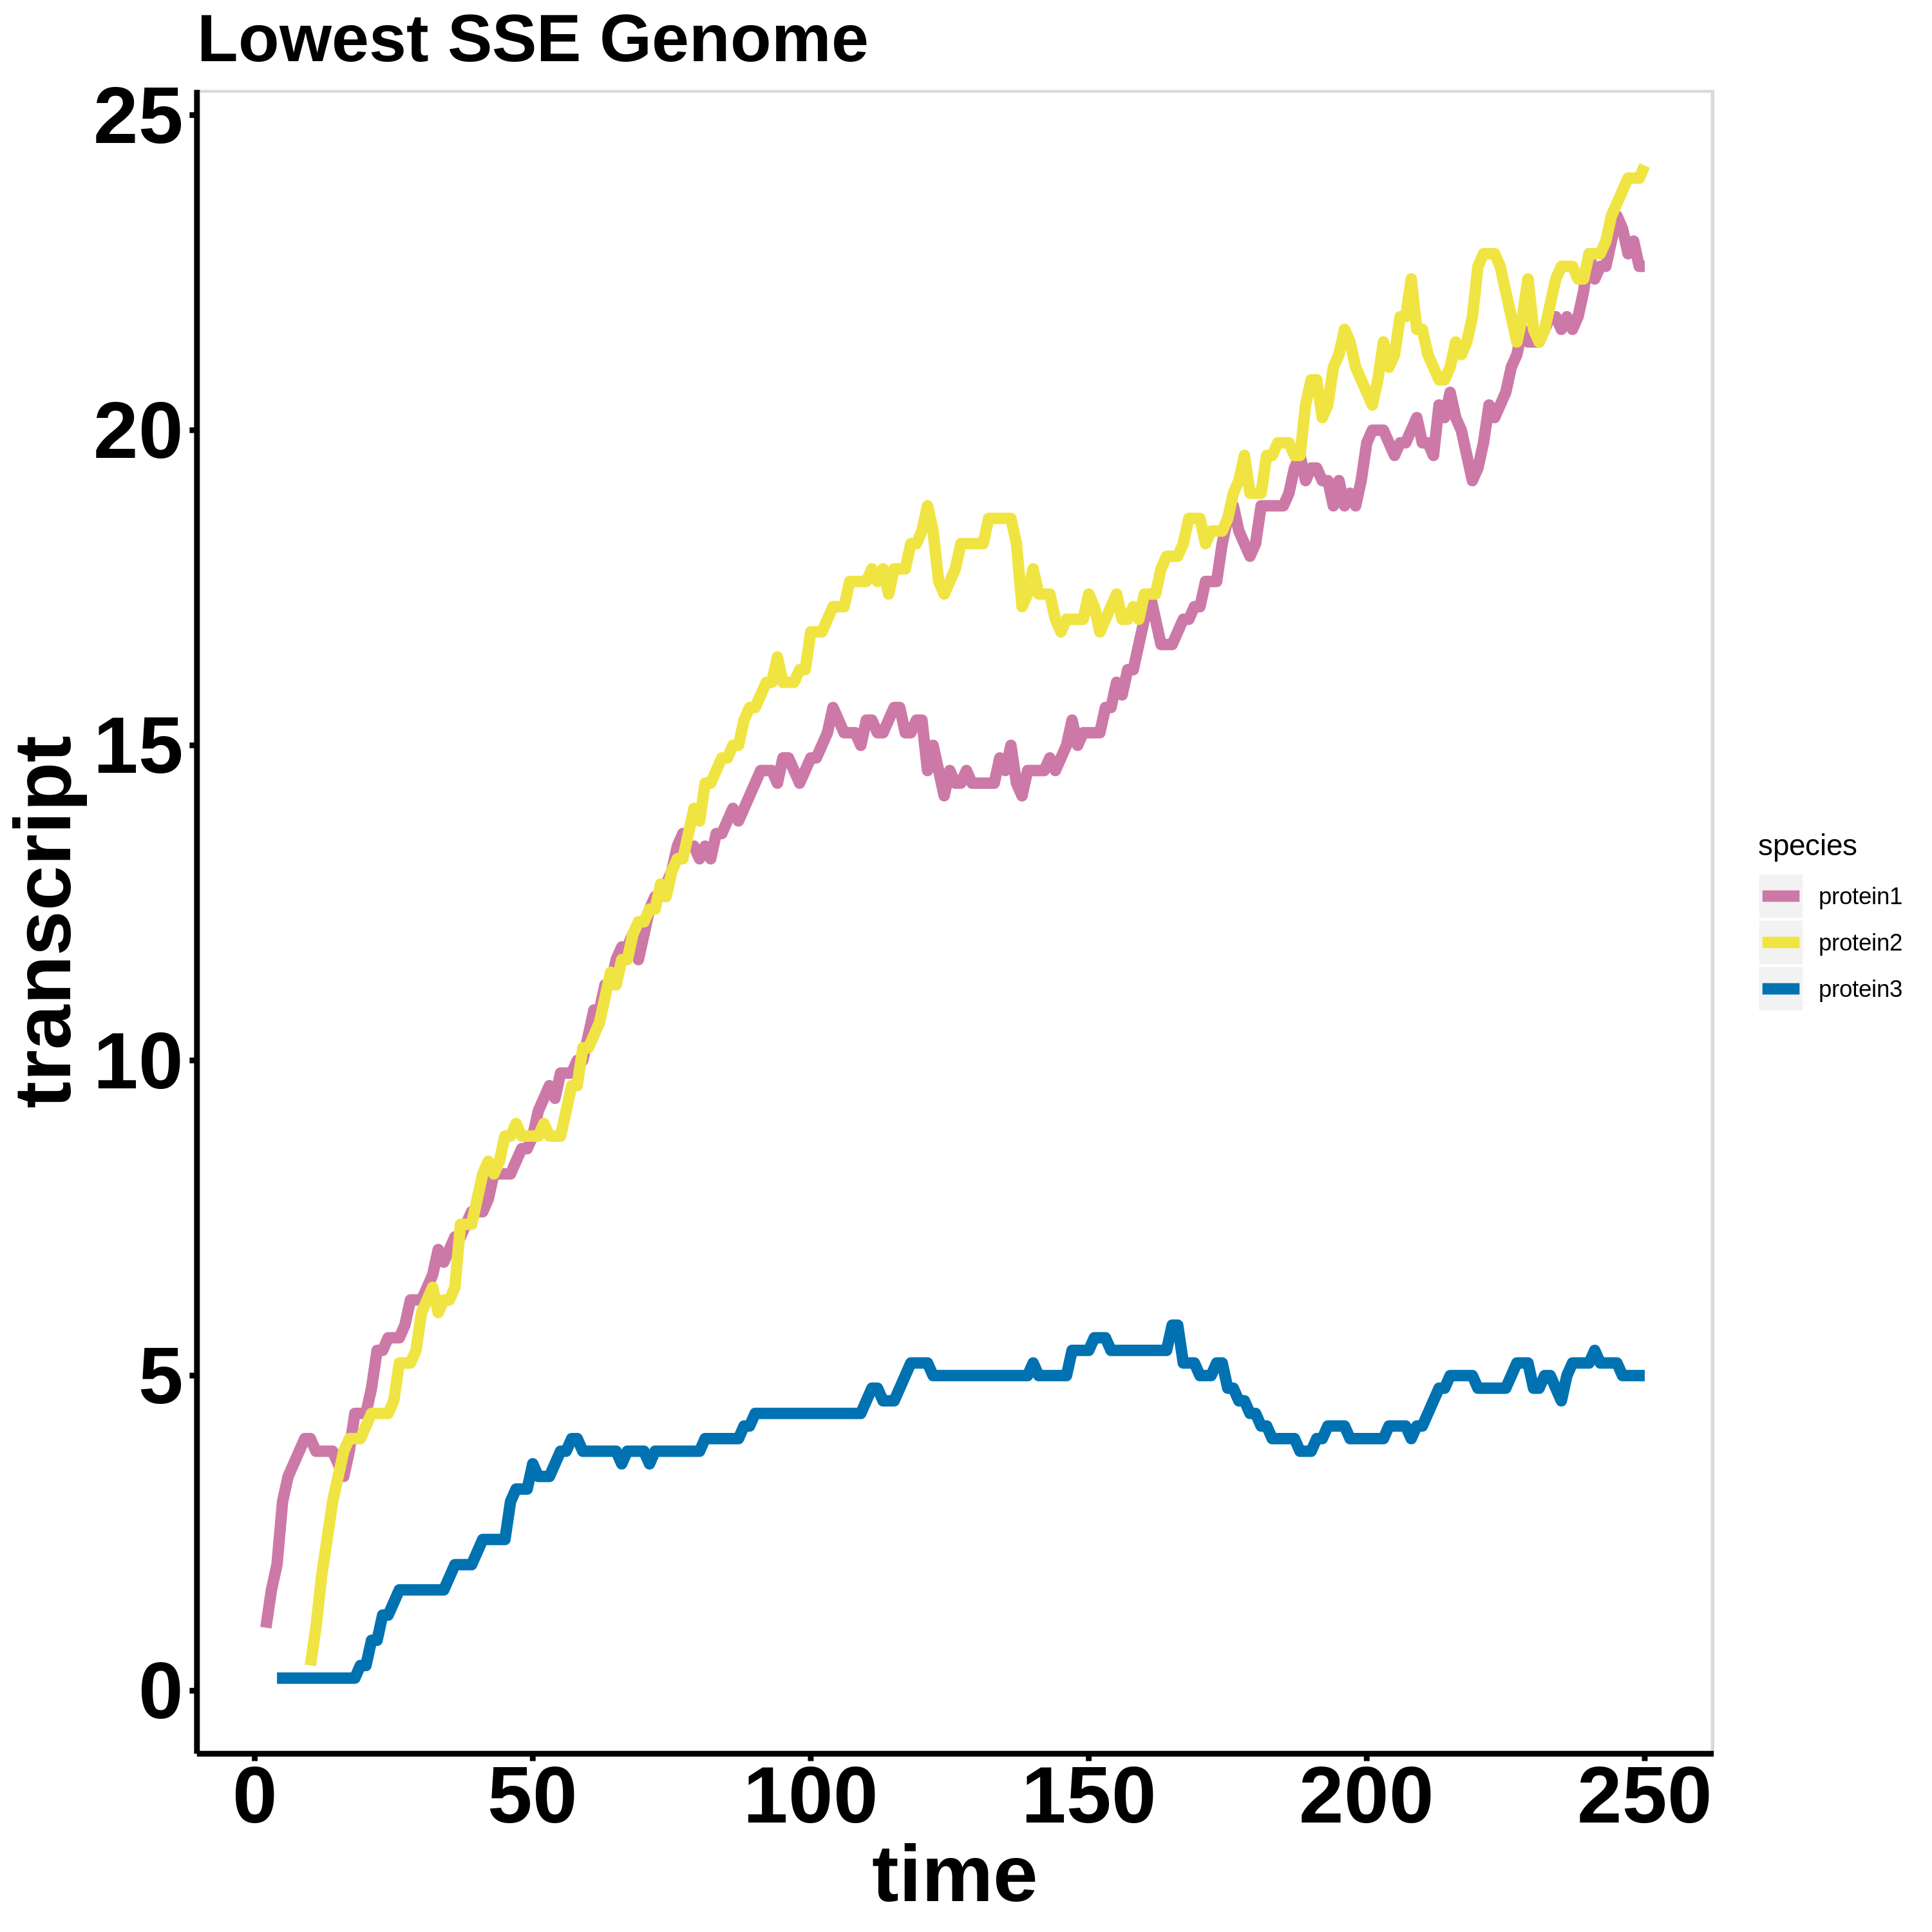 Lowest SSE Genome
25
20
15
10
5
0
transcript
0 50 100 150 200 250
time
species
protein1
protein2
protein3